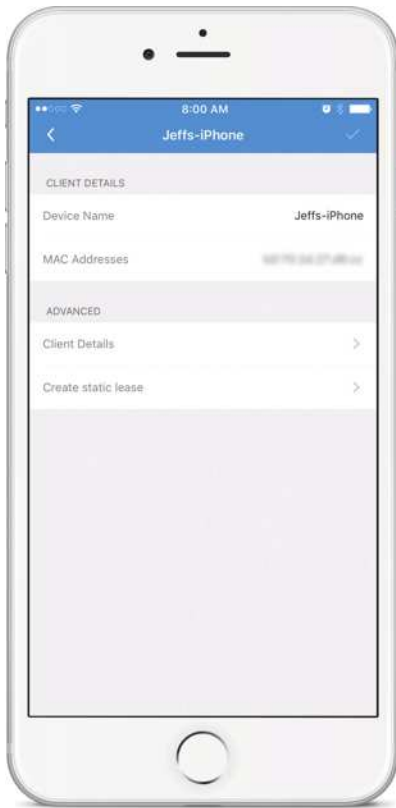 8:00 AM
Jeffs-iPhone
CLIENT DETAILS
Device Name Jeffs-iPhone
MAC Addresses
ADVANCED
Client Details
Create static lease